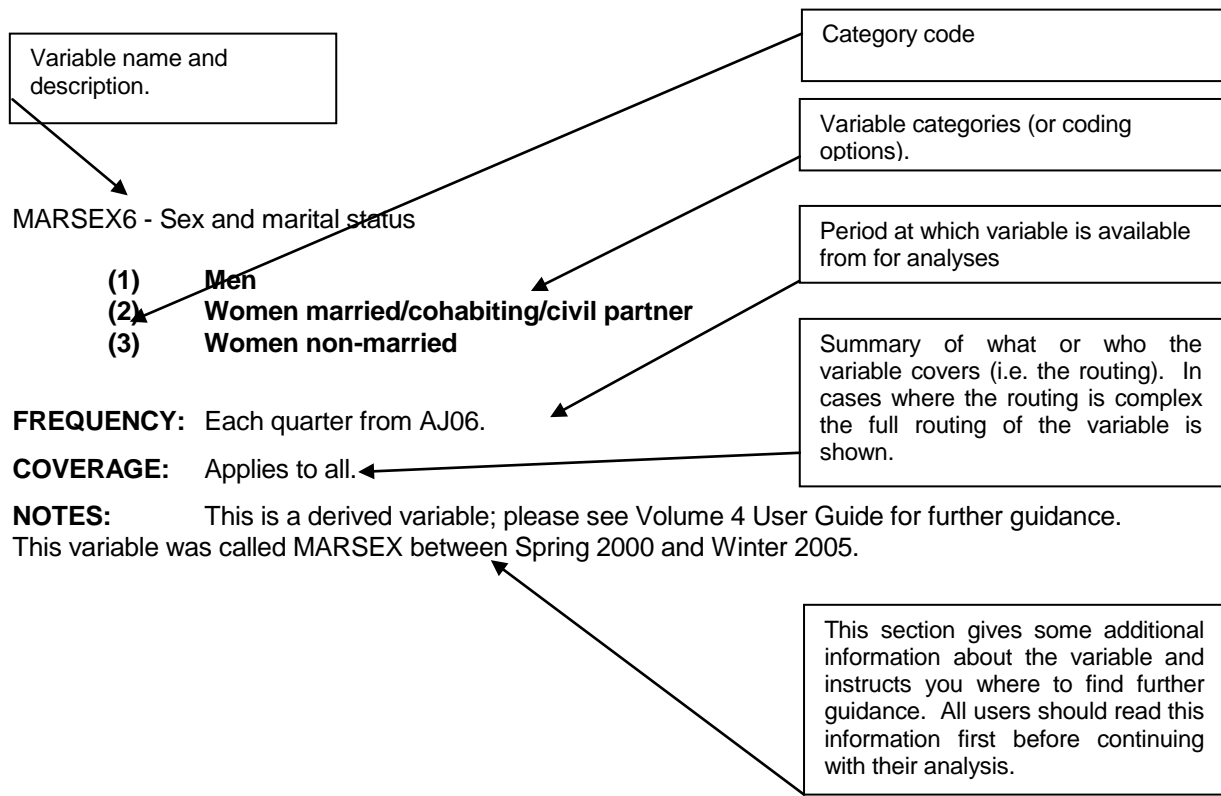 Variable name and
description.
Category code
Variable categories (or coding
options).
MARSEX6 - Sex and marital status
Period at which variable is available
from for analyses
(1) Men
(2) Women married/cohabiting/civil partner
(3) Women non-married
Summary of what or who the
variable covers (i.e. the routing). In
cases where the routing is complex
the full routing of the variable is
shown.
FREQUENCY: Each quarter from AJ06.
COVERAGE: Applies to all.
NOTES: This is a derived variable; please see Volume 4 User Guide for further guidance.
This variable was called MARSEX between Spring 2000 and Winter 2005.
This section gives some additional
information about the variable and
instructs you where to find further
guidance. All users should read this
information first before continuing
with their analysis.